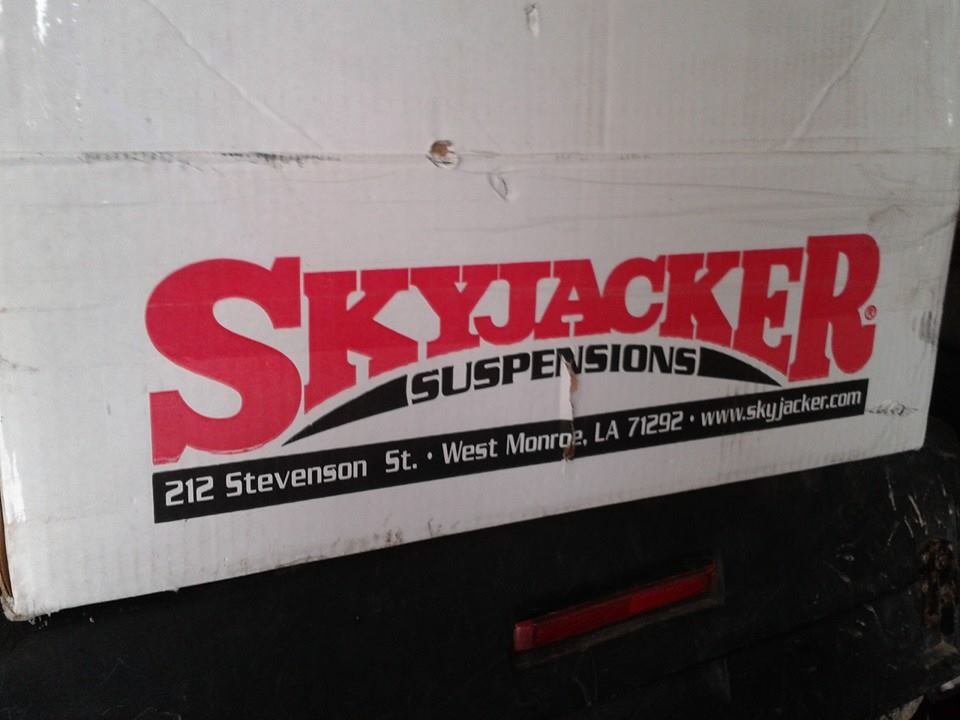 SKYJACKER®
SUSPENSIONS
212 Stevenson St. • West Monroe, LA 71292 • www.skyjacker.com